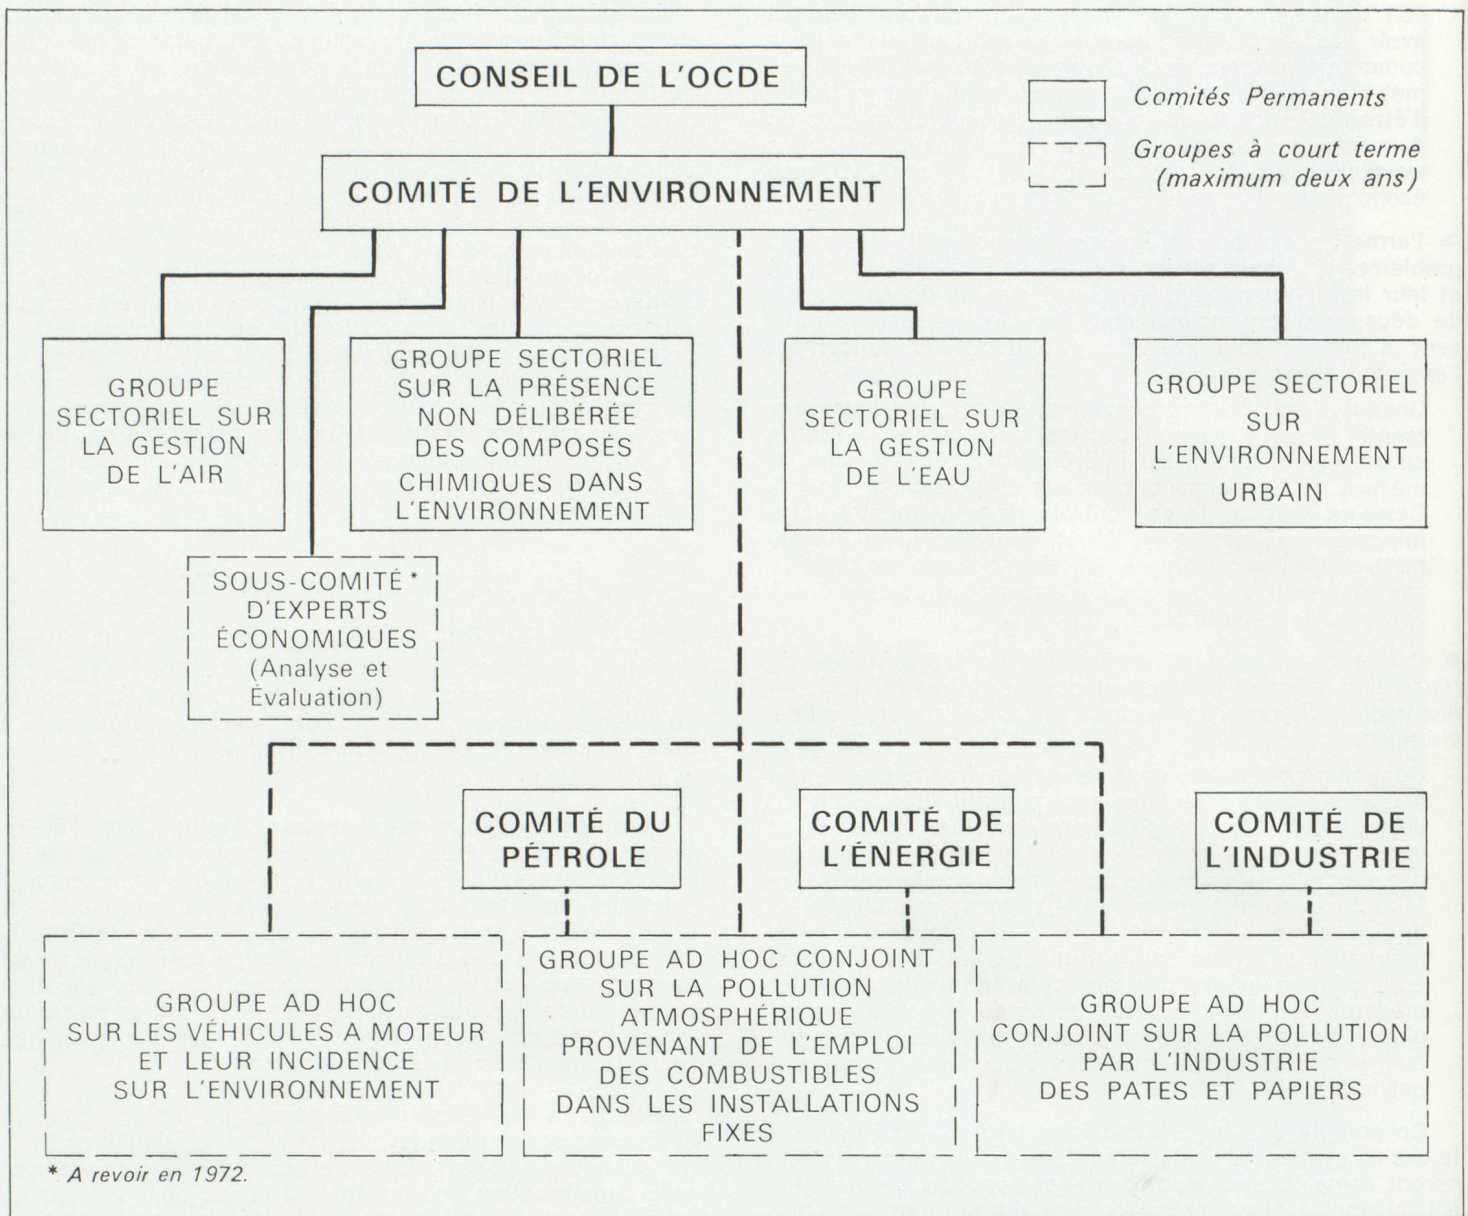 CONSEIL DE L'OCDE
Comités Permanents
Groupes à court terme
(maximum deux ans)
COMITÉ DE L'ENVIRONNEMENT
GROUPE
SECTORIEL SUR
LA GESTION
DE L'AIR
GROUPE SECTORIEL
SUR LA PRÉSENCE
NON DÉLIBÉRÉE
DES COMPOSÉS
CHIMIQUES DANS
L'ENVIRONNEMENT
GROUPE
SECTORIEL SUR
LA GESTION
DE L'EAU
GROUPE SECTORIEL
SUR
L'ENVIRONNEMENT
URBAIN
SOUS-COMITÉ *
D'EXPERTS
ÉCONOMIQUES
(Analyse et
Évaluation)
COMITÉ DU
PÉTROLE
COMITÉ DE
L'ÉNERGIE
COMITÉ DE
L'INDUSTRIE
GROUPE AD HOC
SUR LES VÉHICULES A MOTEUR
ET LEUR INCIDENCE
SUR L'ENVIRONNEMENT
GROUPE AD HOC CONJOINT
SUR LA POLLUTION
ATMOSPHÉRIQUE
PROVENANT DE L'EMPLOI
DES COMBUSTIBLES
DANS LES INSTALLATIONS
FIXES
GROUPE AD HOC
CONJOINT SUR LA POLLUTION
PAR L'INDUSTRIE
DES PATES ET PAPIERS
* A revoir en 1972.